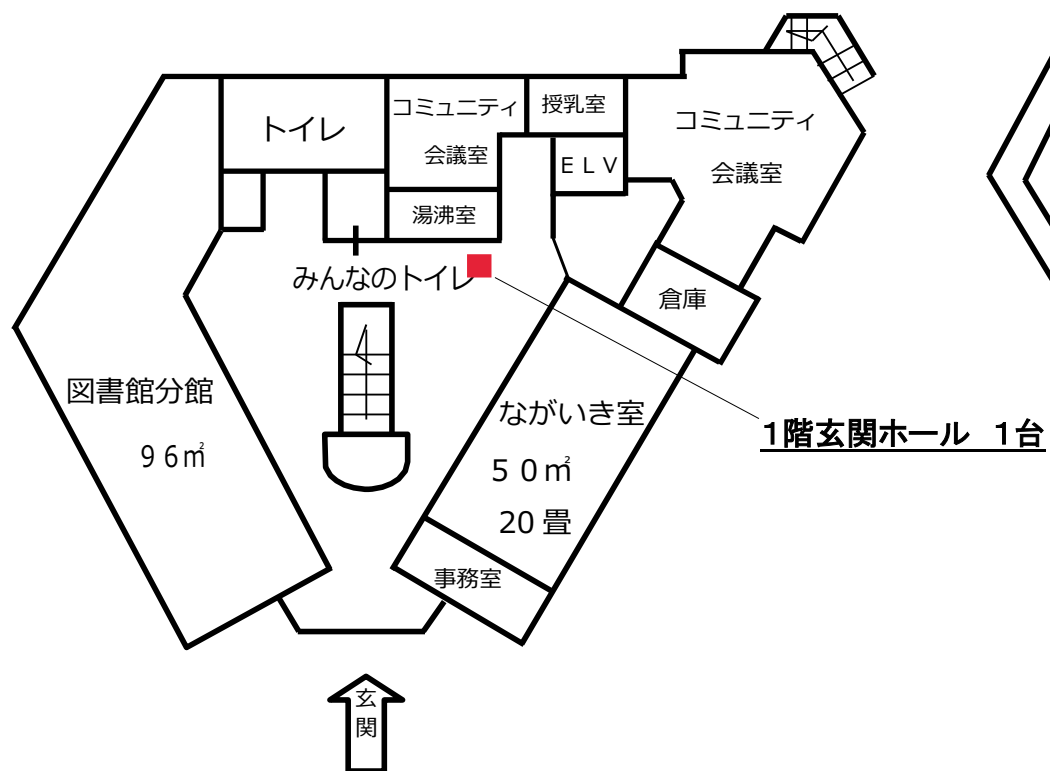 トイレ
コミュニティ
会議室
授乳室
ＥＬＶ
コミュニティ
会議室
湯沸室
みんなのトイレ
倉庫
図書館分館
９６㎡
ながいき室
５０㎡
20 畳
1階玄関ホール　1台
事務室
玄
関